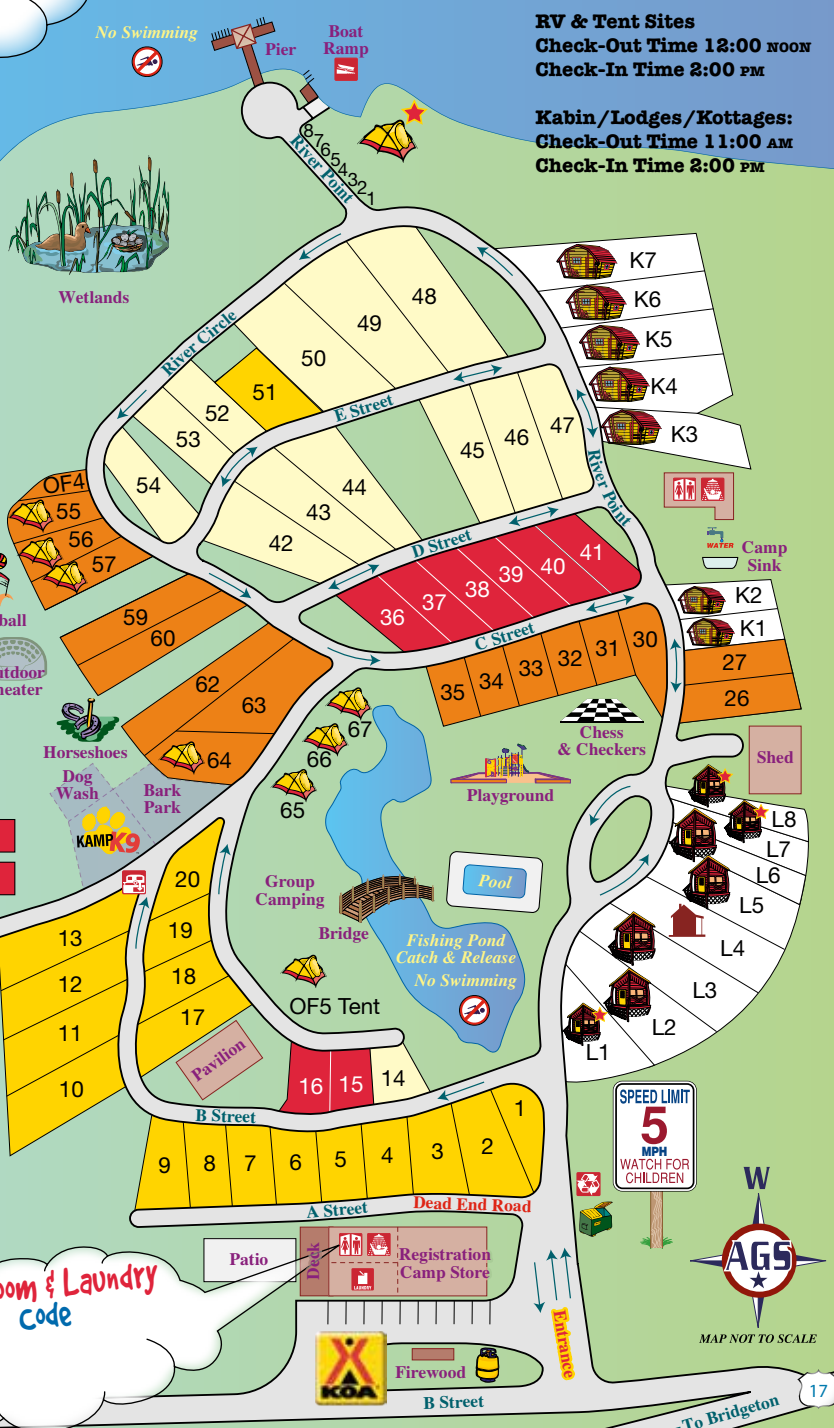 RV & Tent Sites
Check-Out Time 12:00 NOON
Check-In Time 2:00 PM
Kabin/Lodges/Kottages:
Check-Out Time 11:00 AM
Check-In Time 2:00 PM
No Swimming
Pier
Boat
Ramp
8
7
6
5
4
3
2
1
River Point
Wetlands
K7
K6
K5
K4
K3
48
49
50
51
52
53
54
River Circle
E Street
47
46
45
44
43
42
River Point
D Street
OF4
55
56
57
59
60
62
63
64
36
37
38
39
40
41
WATER
Camp
Sink
K2
K1
27
26
C Street
30
31
32
33
34
35
Horseshoes
Dog
Wash
Bark
Park
KAMP K9
67
66
65
Chess
& Checkers
Playground
Shed
L8
L7
L6
L5
L4
L3
L2
L1
Pool
Group
Camping
Bridge
Fishing Pond
Catch & Release
No Swimming
OF5 Tent
20
19
18
17
13
12
11
10
Pavilion
16
15
14
B Street
1
2
3
4
5
6
7
8
9
A Street
Dead End Road
SPEED LIMIT
5
MPH
WATCH FOR
CHILDREN
Patio
Deck
LAUNDRY
Registration
Camp Store
& Laundry
Code
Entrance
W
AGS
MAP NOT TO SCALE
KOA
Firewood
B Street
17
To Bridgeton